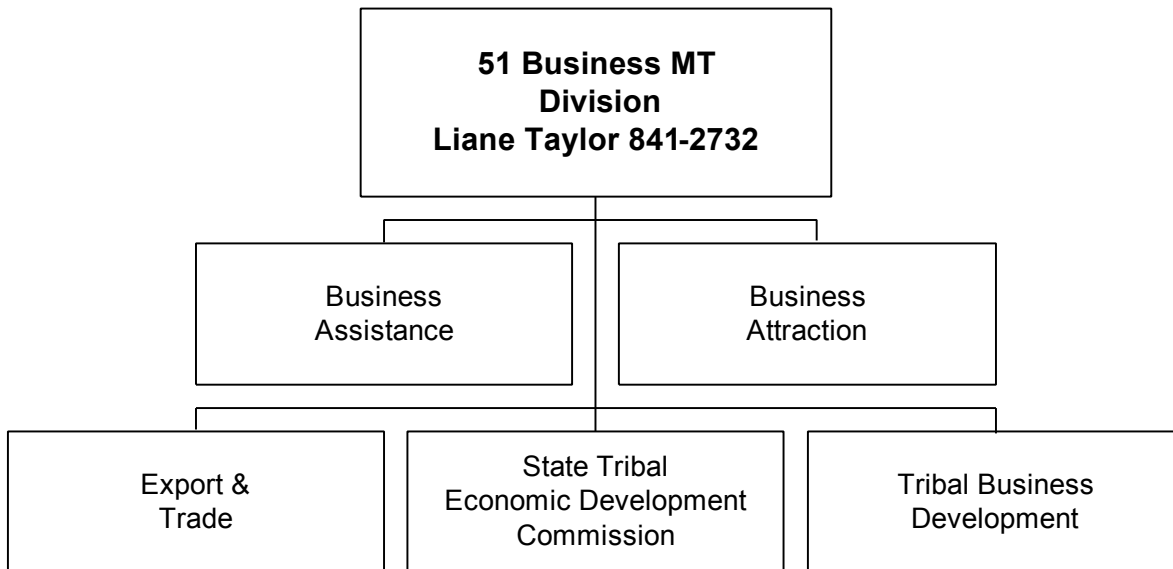 51 Business MT
Division
Liane Taylor 841-2732
Business
Assistance
Business
Attraction
Export &
Trade
State Tribal
Economic Development
Commission
Tribal Business
Development